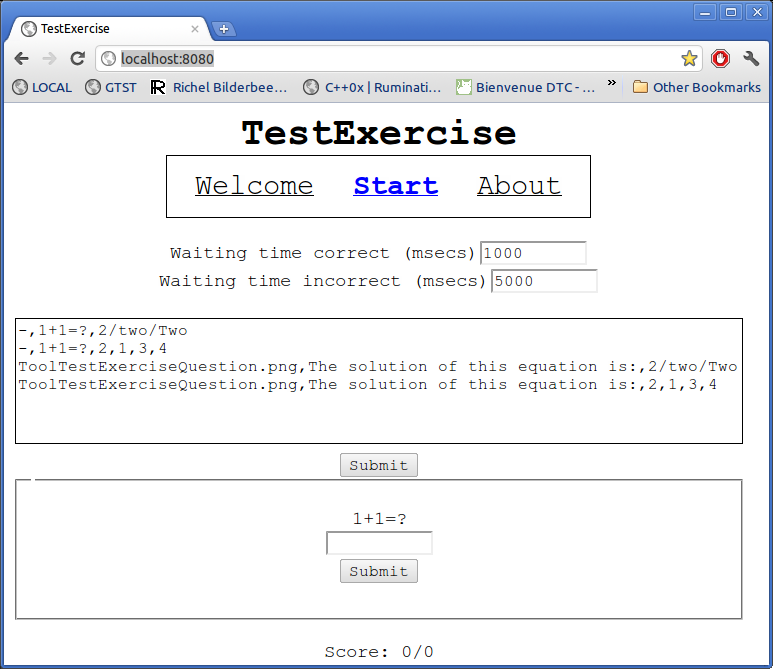 TestExercise
localhost:8080
LOCAL GTST Richel Bilderbee... C++0x | Ruminati... Bienvenue DTC - ... » Other Bookmarks
TestExercise
Welcome Start About
Waiting time correct (msecs) 1000
Waiting time incorrect (msecs) 5000
-,1+1=?,2/two/Two
-,1+1=?,2,1,3,4
ToolTestExerciseQuestion.png,The solution of this equation is:,2/two/Two
ToolTestExerciseQuestion.png,The solution of this equation is:,2,1,3,4
Submit
1+1=?
Submit
Score: 0/0